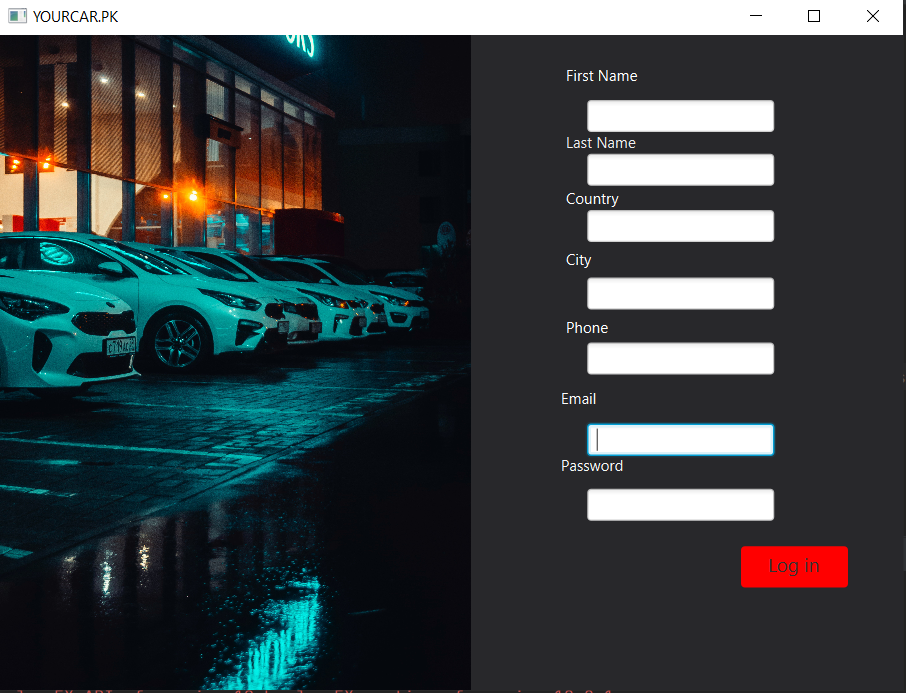 YOURCAR.PK
First Name
Last Name
Country
City
Phone
Email
Password
Log in